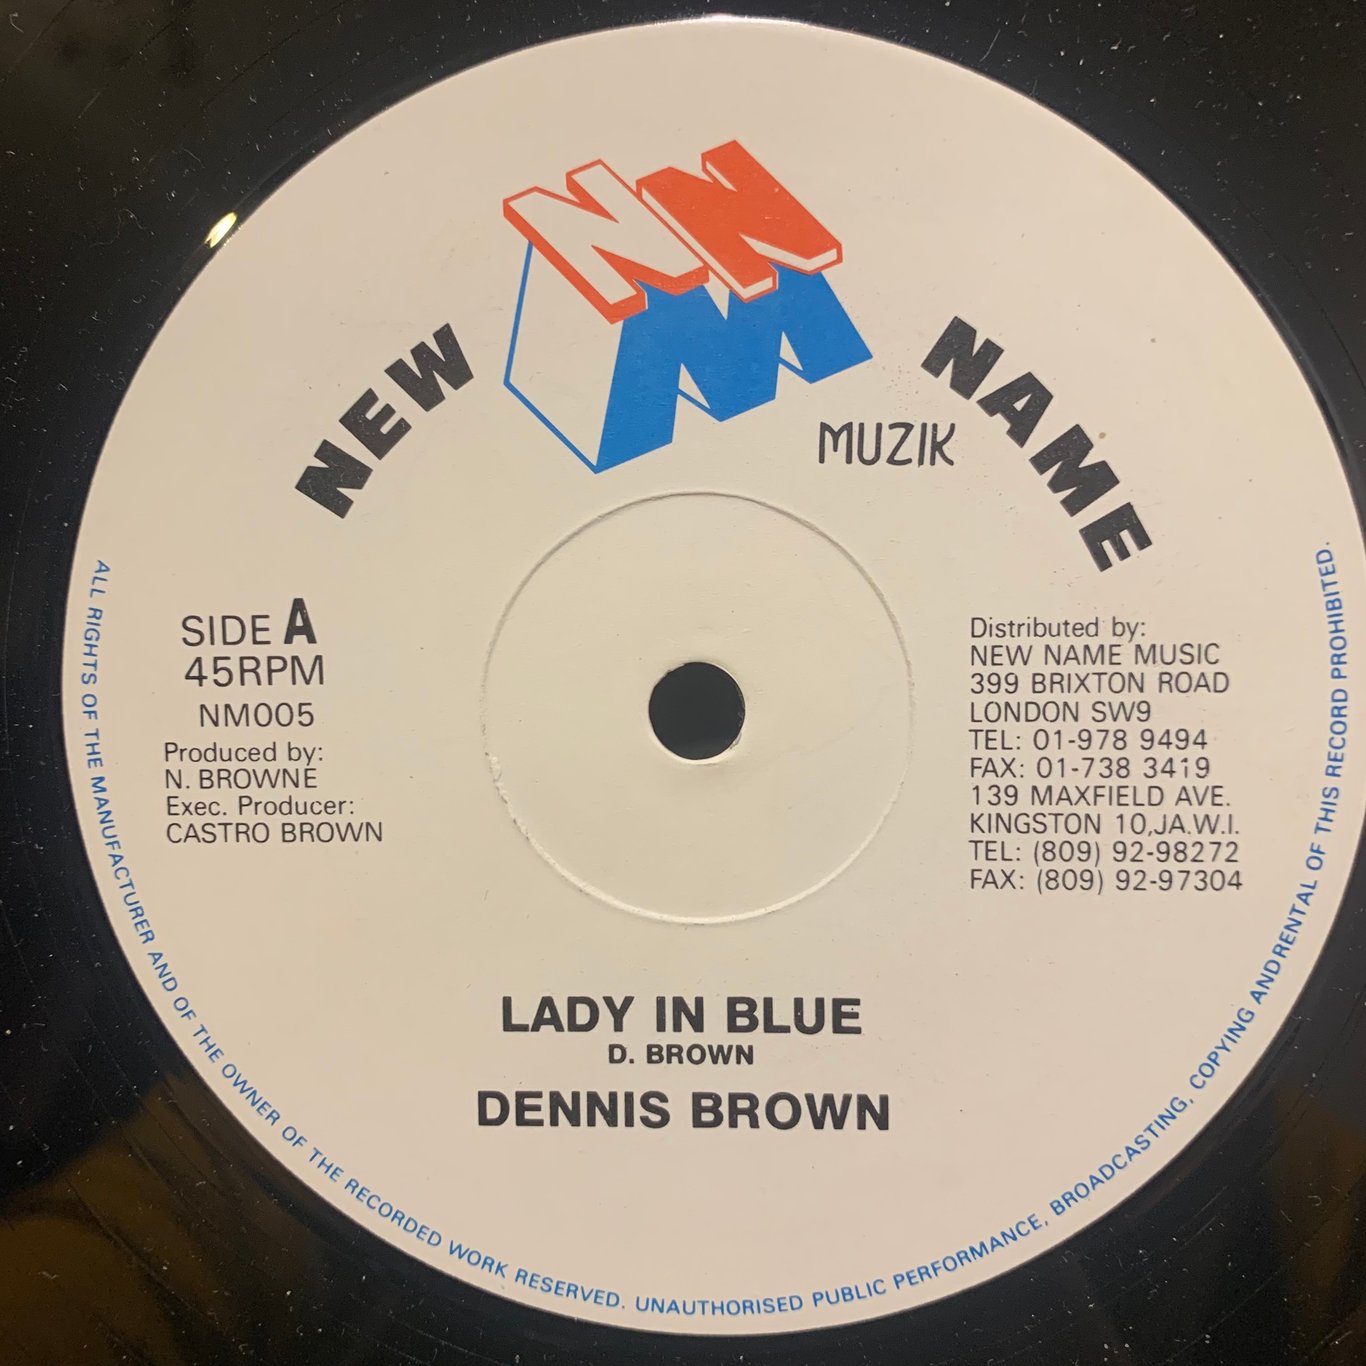 NNM
NEW NAME
MUZIK
SIDE A
45RPM
NM005
Produced by:
N. BROWNE
Exec. Producer:
CASTRO BROWN
Distributed by:
NEW NAME MUSIC
399 BRIXTON ROAD
LONDON SW9
TEL: 01-978 9494
FAX: 01-738 3419
139 MAXFIELD AVE.
KINGSTON 10,JA.W.I.
TEL: (809) 92-98272
FAX: (809) 92-97304
LADY IN BLUE
D. BROWN
DENNIS BROWN
ALL RIGHTS OF THE MANUFACTURER AND OF THE OWNER OF THE RECORDED WORK RESERVED. UNAUTHORISED PUBLIC PERFORMANCE, BROADCASTING, COPYING ANDRENTAL OF THIS RECORD PROHIBITED.